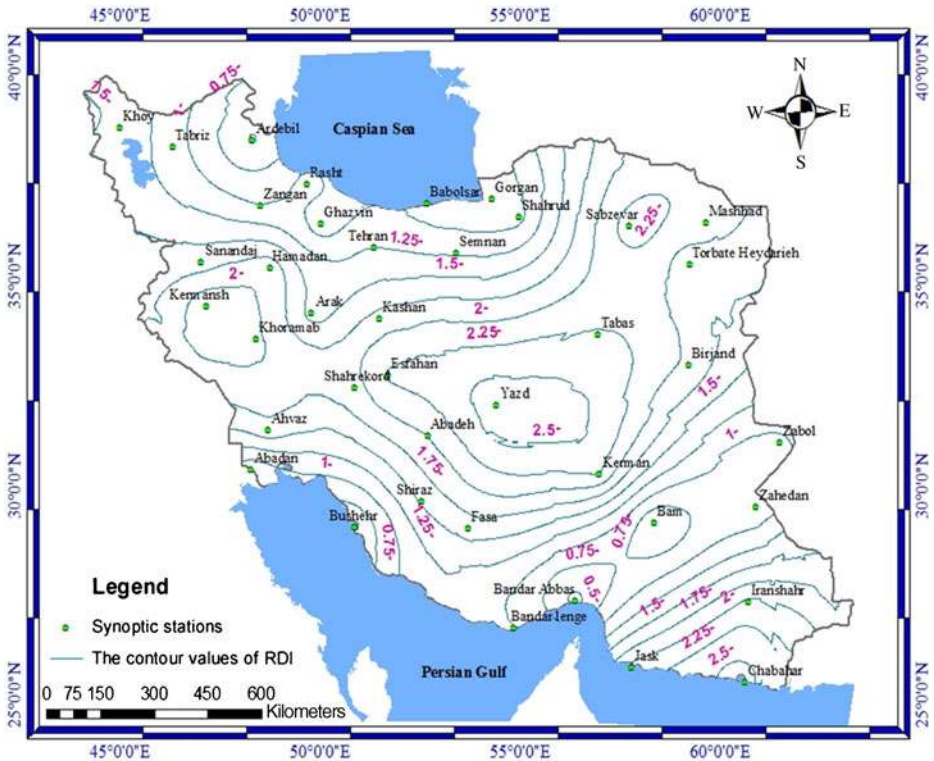 45°0'0"E 50°0'0"E 55°0'0"E 60°0'0"E
40°0'0"N
40°0'0"N
N
W E
S
0.75-
1-
1.5-
Khoy
Tabriz
Ardebil
Caspian Sea
Rasht
Zangan
Ghazvin
Babolsar
Gorgan
Shahrud
Sabzevar
2.25-
Mashhad
Tehran
1.25-
Semnan
1.5-
Torbate Heydarieh
Sanandaj
Hamadan
2-
35°0'0"N
35°0'0"N
Kermansh
Arak
Kashan
2-
Khoramab
2.25-
Tabas
Shahrekord
Esfahan
Birjand
1.5-
Yazd
2.5-
Ahvaz
Abadeh
1-
Zabol
1.75-
Abadan
1-
Kerman
30°0'0"N
30°0'0"N
Shiraz
1.25-
Fasa
Bam
Zahedan
Bushehr
0.75-
0.75-
0.75
Bandar Abbas
0.5-
Bandar lenge
1.5-
1.75-
2-
Iranshahr
2.25-
2.5-
Jask
Chabahar
Persian Gulf
Legend
Synoptic stations
The contour values of RDI
0 75 150 300 450 600
Kilometers
25°0'0"N
25°0'0"N
45°0'0"E 50°0'0"E 55°0'0"E 60°0'0"E